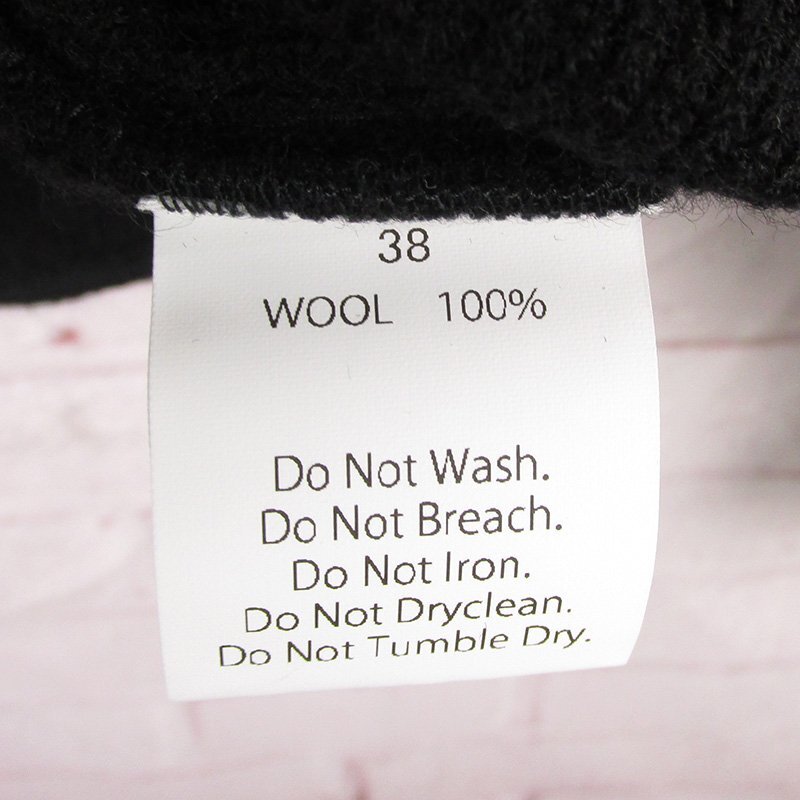 38
WOOL 100%
Do Not Wash.
Do Not Breach.
Do Not Iron.
Do Not Dryclean.
Do Not Tumble Dry.